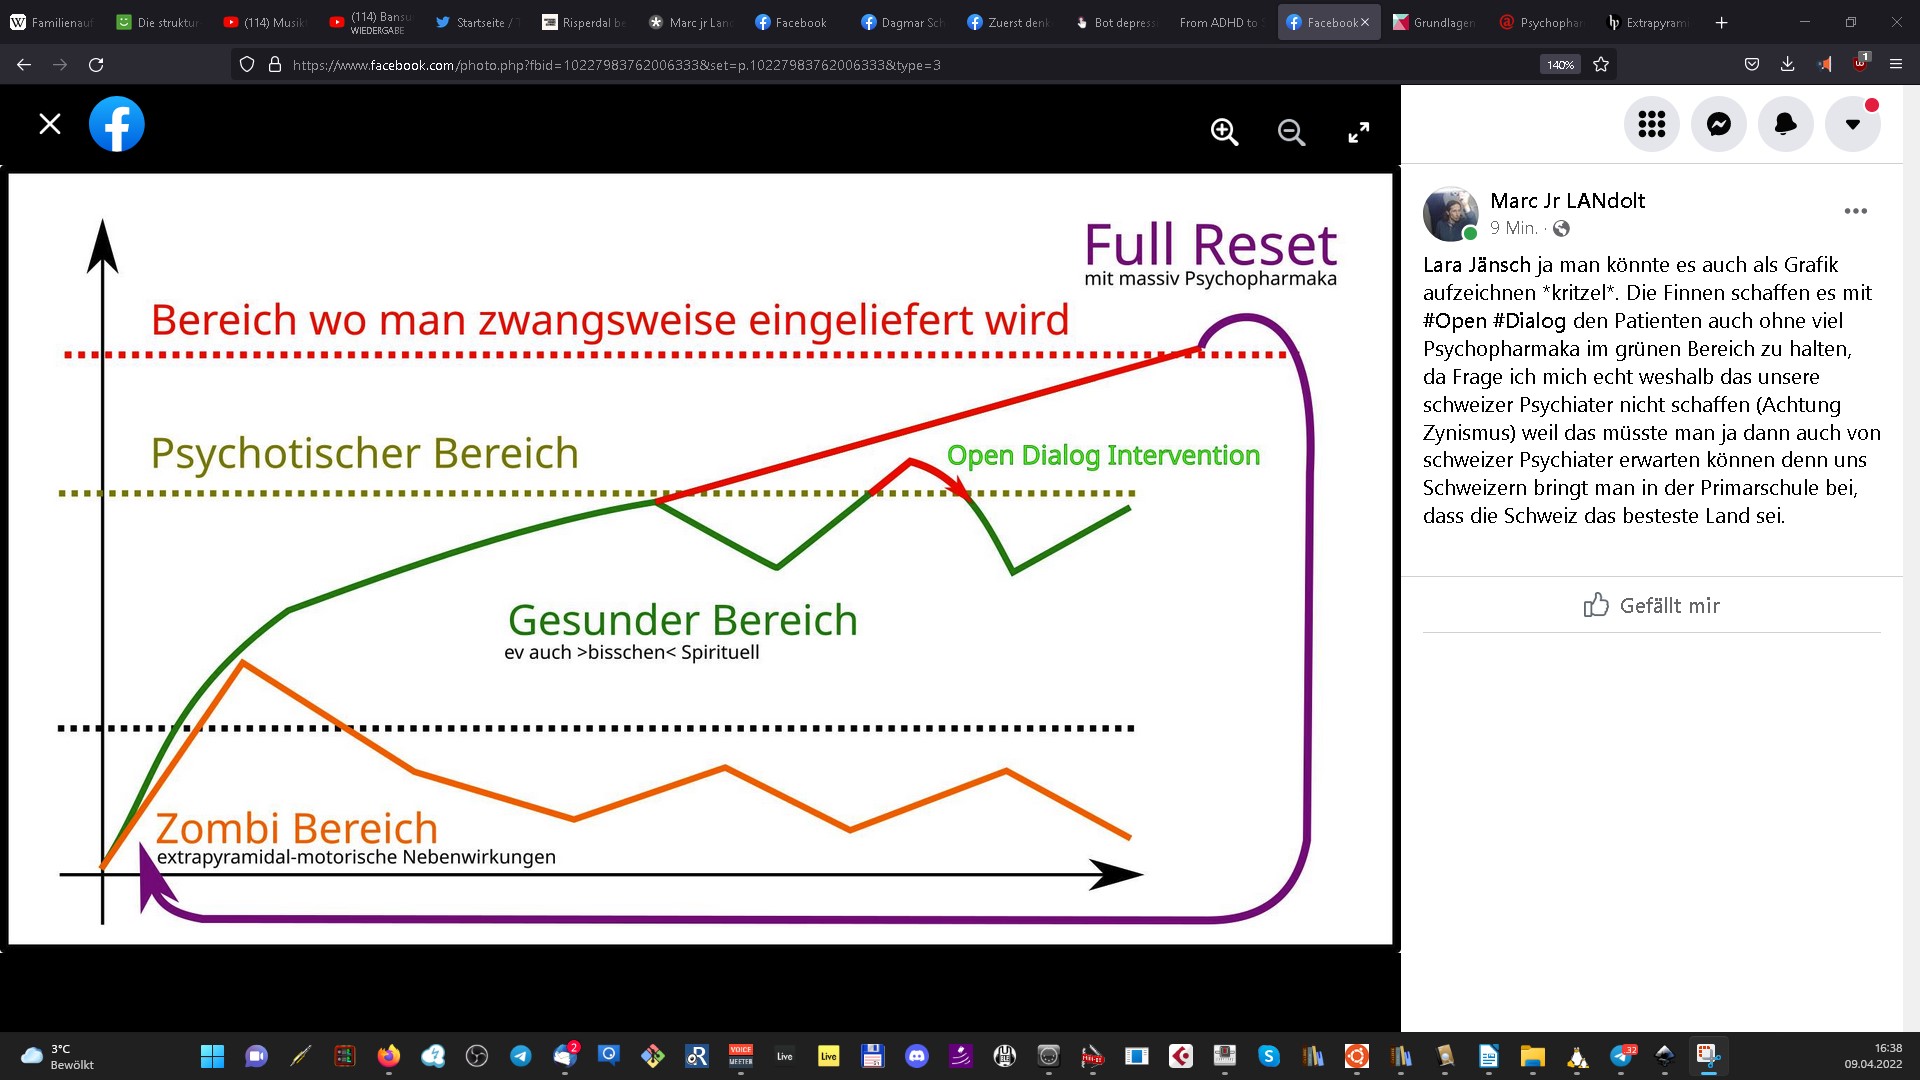 Familienauf
Die struktur
(114) Musik
(114) Bansu
WIEDERGABE
Startseite / T
Risperdal be
Marc jr Lan
Facebook
Dagmar Sch
Zuerst denk
Bot depress
From ADHD to S
Facebook
Grundlagen
Psychophar
Extrapyrami
https://www.facebook.com/photo.php?fbid=10227983762006333&set=p.10227983762006333&type=3
140%
1
Full Reset
mit massiv Psychopharmaka
Bereich wo man zwangsweise eingeliefert wird
Psychotischer Bereich
Open Dialog Intervention
Gesunder Bereich
ev auch >bisschen< Spirituell
Zombi Bereich
extrapyramidal-motorische Nebenwirkungen
Marc Jr LANdolt
9 Min. ·
Lara Jänsch ja man könnte es auch als Grafik
aufzeichnen *kritzel*. Die Finnen schaffen es mit
#Open #Dialog den Patienten auch ohne viel
Psychopharmaka im grünen Bereich zu halten,
da Frage ich mich echt weshalb das unsere
schweizer Psychiater nicht schaffen (Achtung
Zynismus) weil das müsste man ja dann auch von
schweizer Psychiater erwarten können denn uns
Schweizern bringt man in der Primarschule bei,
dass die Schweiz das besteste Land sei.
Gefällt mir
3°C
Bewölkt
2
VOICE
MEETER
Live
Live
32
16:38
09.04.2022